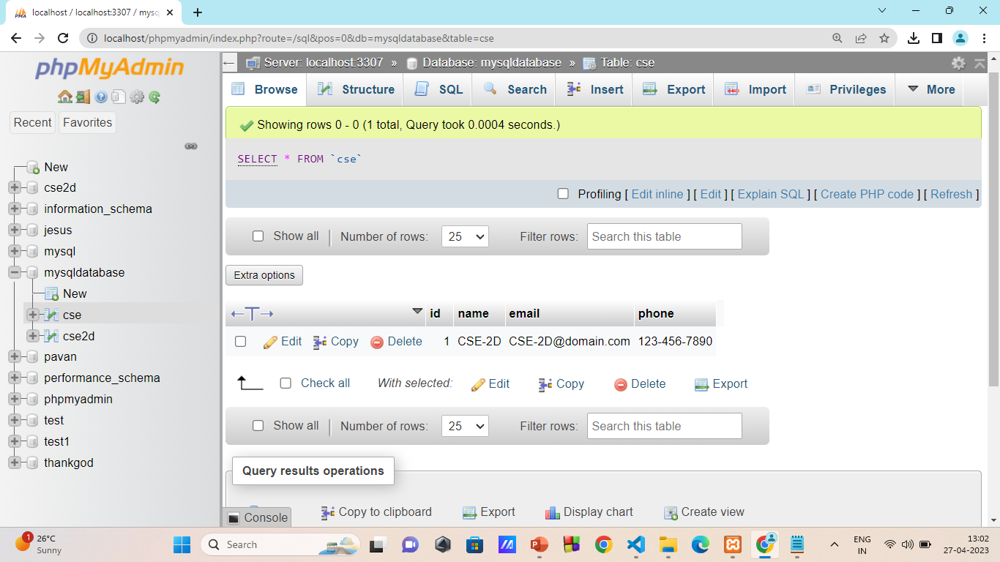 localhost / localhost:3307 / mysq
localhost/phpmyadmin/index.php?route=/sql&pos=0&db=mysqldatabase&table=cse
phpMyAdmin
Recent Favorites
New
cse2d
information_schema
jesus
mysql
mysqldatabase
New
cse
cse2d
pavan
performance_schema
phpmyadmin
test
test1
thankgod
Server: localhost:3307 » Database: mysqldatabase » Table: cse
Browse Structure SQL Search Insert Export Import Privileges More
Showing rows 0 - 0 (1 total, Query took 0.0004 seconds.)
SELECT * FROM `cse`
Profiling [ Edit inline ] [ Edit ] [ Explain SQL ] [ Create PHP code ] [ Refresh ]
Show all | Number of rows: 25 Filter rows: Search this table
Extra options
←T→ id name email phone
Edit Copy Delete 1 CSE-2D CSE-2D@domain.com 123-456-7890
Check all With selected: Edit Copy Delete Export
Show all | Number of rows: 25 Filter rows: Search this table
Query results operations
Copy to clipboard Export Display chart Create view
Console
1 26°C
Sunny
Search
ENG
IN
13:02
27-04-2023